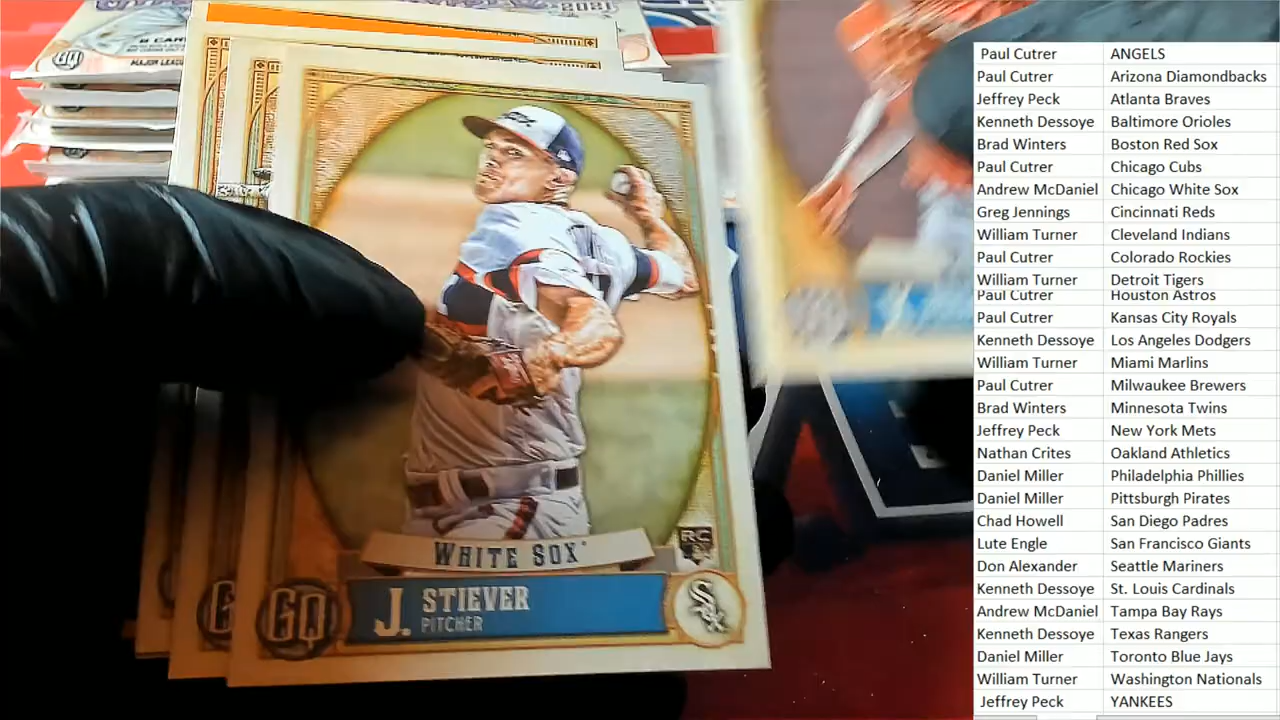 2021
8 CAR
MAJOR LEAGU
GQ
WHITE SOX
RC
GQ
J. STIEVER
PITCHER
SOX
Paul Cutrer ANGELS
Paul Cutrer Arizona Diamondbacks
Jeffrey Peck Atlanta Braves
Kenneth Dessoye Baltimore Orioles
Brad Winters Boston Red Sox
Paul Cutrer Chicago Cubs
Andrew McDaniel Chicago White Sox
Greg Jennings Cincinnati Reds
William Turner Cleveland Indians
Paul Cutrer Colorado Rockies
William Turner Detroit Tigers
Paul Cutrer Houston Astros
Paul Cutrer Kansas City Royals
Kenneth Dessoye Los Angeles Dodgers
William Turner Miami Marlins
Paul Cutrer Milwaukee Brewers
Brad Winters Minnesota Twins
Jeffrey Peck New York Mets
Nathan Crites Oakland Athletics
Daniel Miller Philadelphia Phillies
Daniel Miller Pittsburgh Pirates
Chad Howell San Diego Padres
Lute Engle San Francisco Giants
Don Alexander Seattle Mariners
Kenneth Dessoye St. Louis Cardinals
Andrew McDaniel Tampa Bay Rays
Kenneth Dessoye Texas Rangers
Daniel Miller Toronto Blue Jays
William Turner Washington Nationals
Jeffrey Peck YANKEES